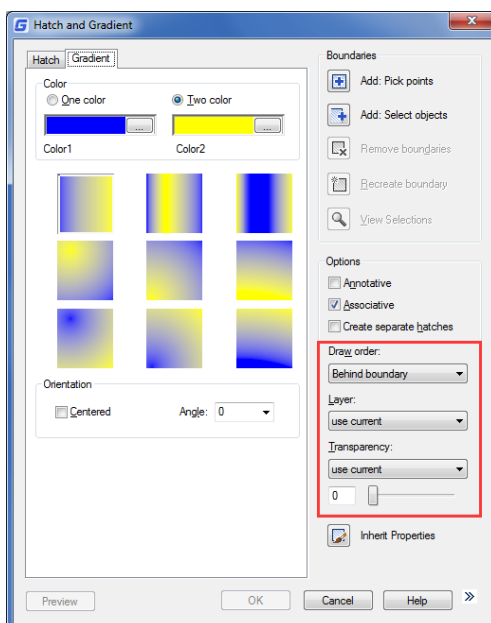 Hatch and Gradient
Hatch Gradient
Color
One color Two color
... ...
Color1 Color2
Orientation
Centered Angle: 0
Boundaries
Add: Pick points
Add: Select objects
Remove boundaries
Recreate boundary
View Selections
Options
Annotative
Associative
Create separate hatches
Draw order:
Behind boundary
Layer:
use current
Transparency:
use current
0
Inherit Properties
Preview OK Cancel Help